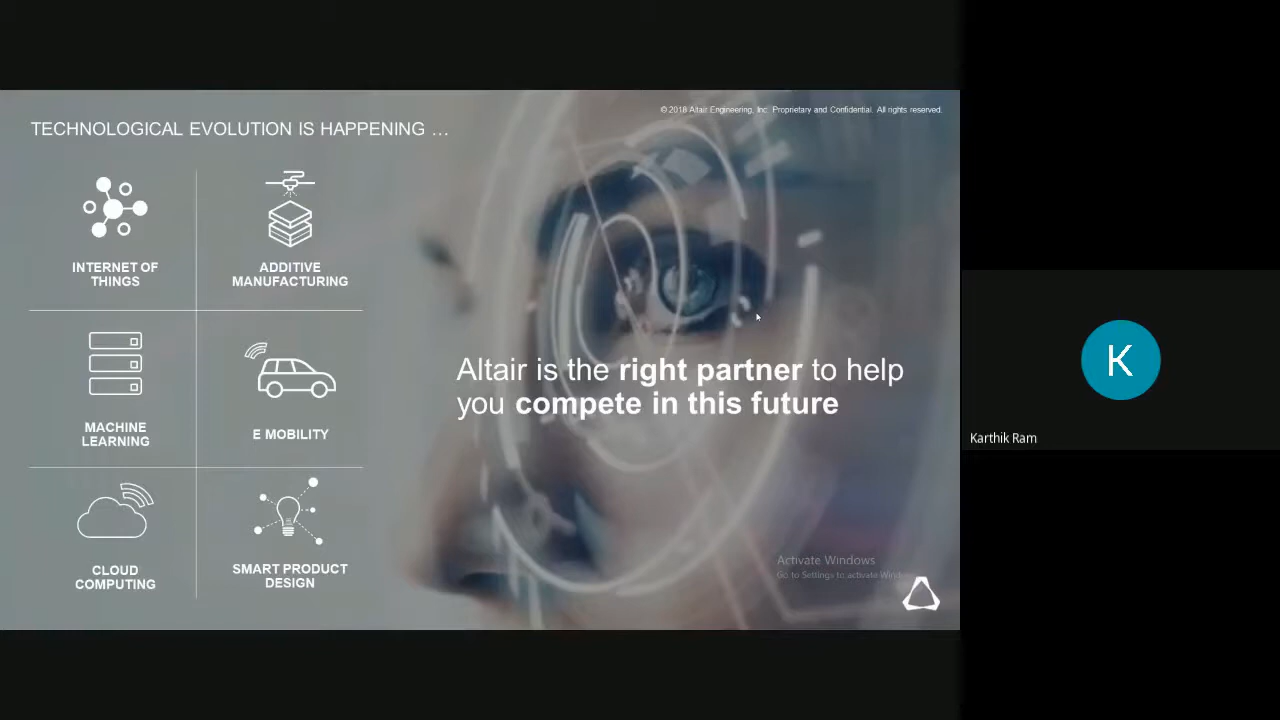 © 2018 Altair Engineering, Inc. Proprietary and Confidential. All rights reserved.
TECHNOLOGICAL EVOLUTION IS HAPPENING …
INTERNET OF
THINGS
ADDITIVE
MANUFACTURING
MACHINE
LEARNING
E MOBILITY
CLOUD
COMPUTING
SMART PRODUCT
DESIGN
Altair is the right partner to help
you compete in this future
Activate Windows
Go to Settings to activate
K
Karthik Ram